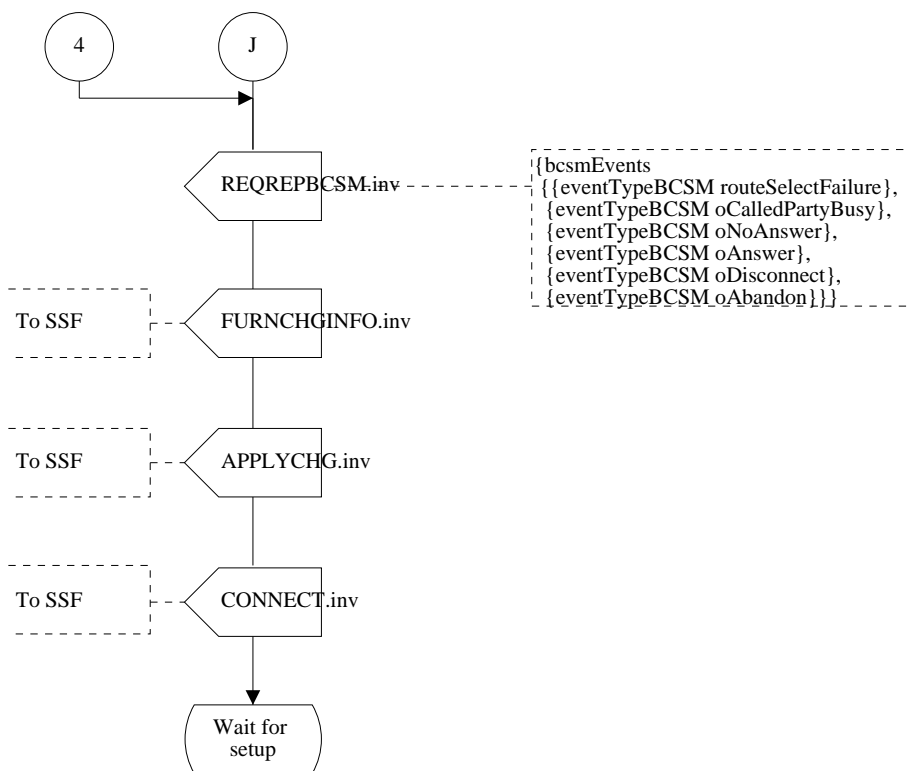 4
J
REQREPBCSM.inv
{bcsmEvents
{{eventTypeBCSM routeSelectFailure},
{eventTypeBCSM oCalledPartyBusy},
{eventTypeBCSM oNoAnswer},
{eventTypeBCSM oAnswer},
{eventTypeBCSM oDisconnect},
{eventTypeBCSM oAbandon}}}
To SSF
FURNCHGINFO.inv
To SSF
APPLYCHG.inv
To SSF
CONNECT.inv
Wait for
setup